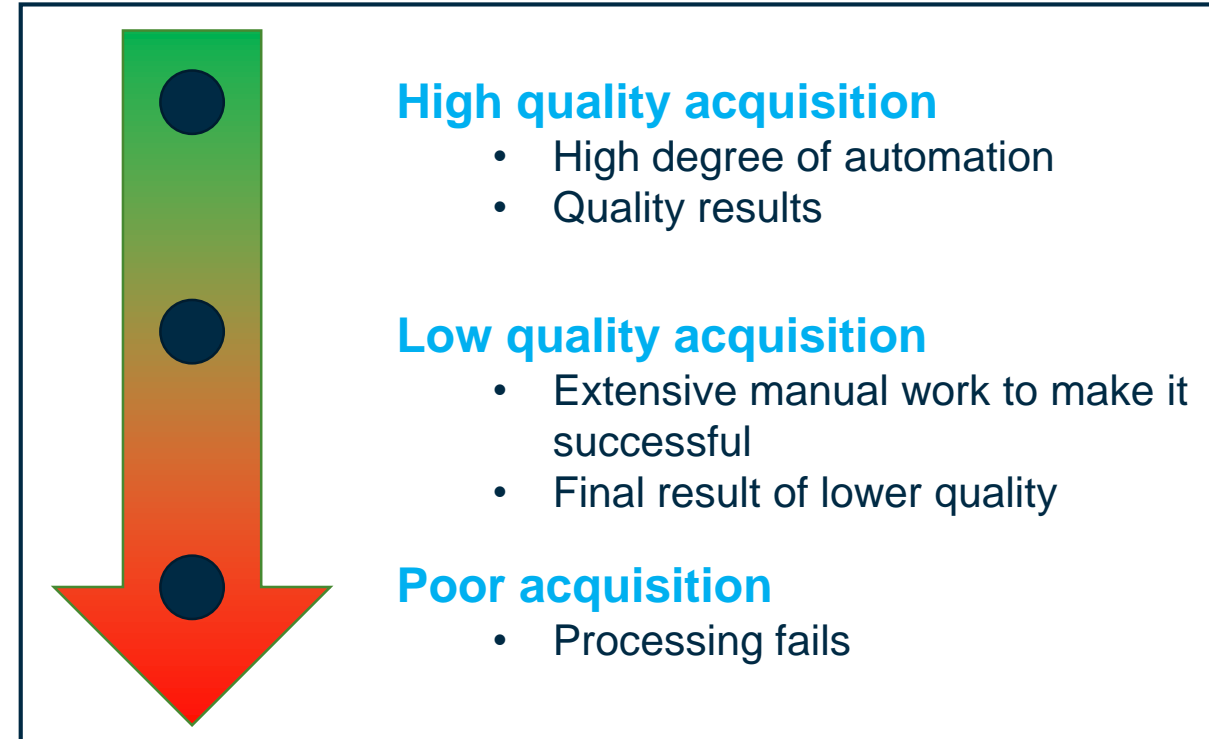 High quality acquisition
• High degree of automation
• Quality results
Low quality acquisition
• Extensive manual work to make it
successful
• Final result of lower quality
Poor acquisition
• Processing fails